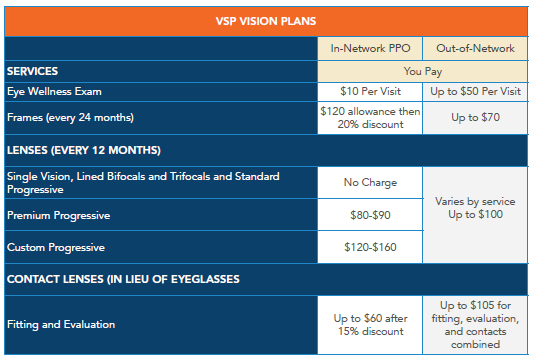 VSP VISION PLANS
In-Network PPO Out-of-Network
SERVICES You Pay
Eye Wellness Exam $10 Per Visit Up to $50 Per Visit
Frames (every 24 months) $120 allowance then
20% discount Up to $70
LENSES (EVERY 12 MONTHS)
Single Vision, Lined Bifocals and Trifocals and Standard
Progressive No Charge
Varies by service
Up to $100
Premium Progressive $80-$90
Custom Progressive $120-$160
CONTACT LENSES (IN LIEU OF EYEGLASSES
Fitting and Evaluation Up to $60 after
15% discount
Up to $105 for
fitting, evaluation,
and contacts
combined